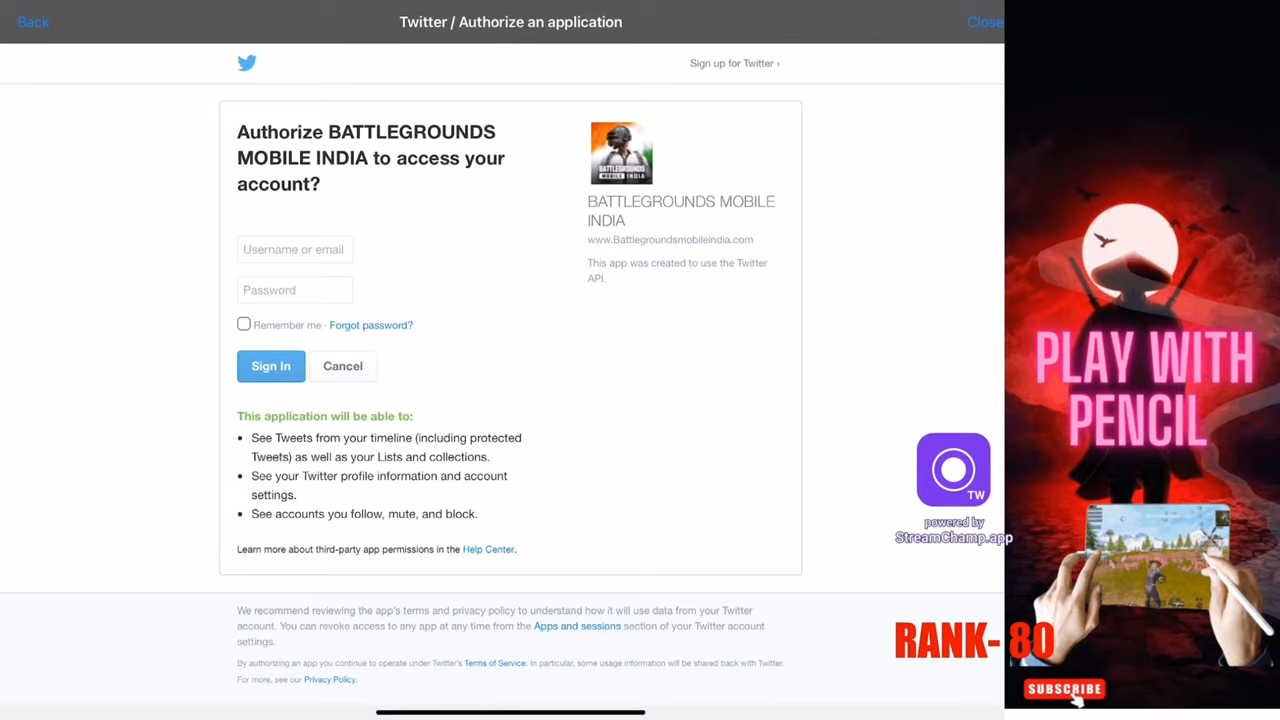 Back
Twitter / Authorize an application
Close
Sign up for Twitter ›
Authorize BATTLEGROUNDS
MOBILE INDIA to access your
account?
Username or email
Password
Remember me · Forgot password?
Sign In
Cancel
This application will be able to:
• See Tweets from your timeline (including protected
Tweets) as well as your Lists and collections.
• See your Twitter profile information and account
settings.
• See accounts you follow, mute, and block.
Learn more about third-party app permissions in the Help Center.
BATTLEGROUNDS
MOBILE INDIA
BATTLEGROUNDS MOBILE
INDIA
www.Battlegroundsmobileindia.com
This app was created to use the Twitter
API.
We recommend reviewing the app's terms and privacy policy to understand how it will use data from your Twitter
account. You can revoke access to any app at any time from the Apps and sessions section of your Twitter account
settings.
By authorizing an app you continue to operate under Twitter's Terms of Service. In particular, some usage information will be shared back with Twitter.
For more, see our Privacy Policy.
TW
powered by
StreamChamp.app
RANK- 80
PLAY WITH
PENCIL
SUBSCRIBE